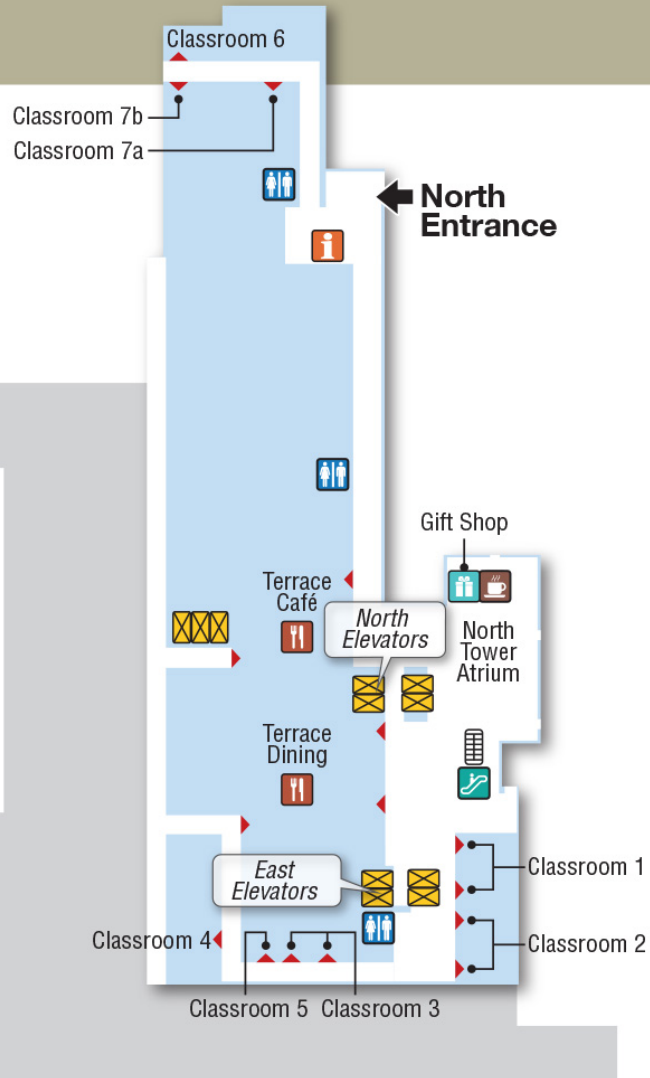 Classroom 6
Classroom 7b
Classroom 7a
North
Entrance
i
Gift Shop
Terrace
Café
North
Elevators
North
Tower
Atrium
Terrace
Dining
East
Elevators
Classroom 1
Classroom 4
Classroom 2
Classroom 5
Classroom 3